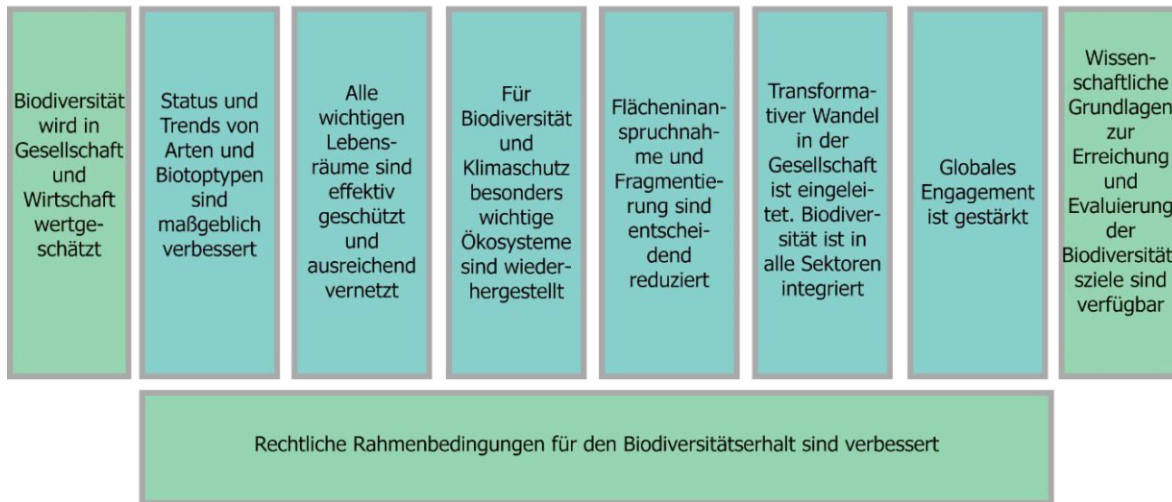 Biodiversität
wird in
Gesellschaft
und
Wirtschaft
wertge-
schätzt
Status und
Trends von
Arten und
Biotoptypen
sind
maßgeblich
verbessert
Alle
wichtigen
Lebens-
räume sind
effektiv
geschützt
und
ausreichend
vernetzt
Für
Biodiversität
und
Klimaschutz
besonders
wichtige
Ökosysteme
sind wieder-
hergestellt
Flächeninan-
spruchnah-
me und
Fragmentie-
rung sind
entschei-
dend
reduziert
Transforma-
tiver Wandel
in der
Gesellschaft
ist eingelei-
tet. Biodiver-
sität ist in
alle Sektoren
integriert
Globales
Engagement
ist gestärkt
Wissen-
schaftliche
Grundlagen
zur
Erreichung
und
Evaluierung
der
Biodiversität
sziele sind
verfügbar
Rechtliche Rahmenbedingungen für den Biodiversitätserhalt sind verbessert